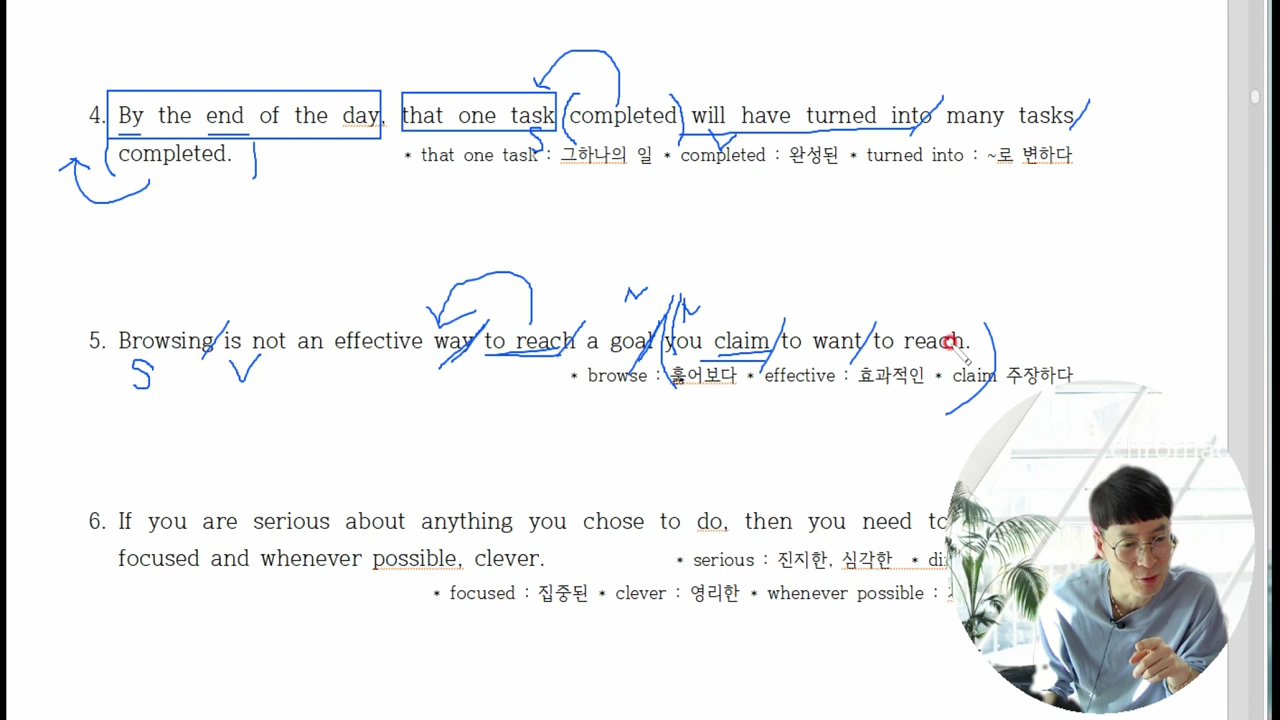 4. By the end of the day, that one task completed will have turned into many tasks
completed. * that one task : 그하나의 일 * completed : 완성된 * turned into : ~로 변하다
S V
N N
5. Browsing is not an effective way to reach a goal you claim to want to reach.
S V
* browse : 훑어보다 * effective : 효과적인 * claim 주장하다
6. If you are serious about anything you chose to do, then you need to
focused and whenever possible, clever. * serious : 진지한, 심각한 *
* focused : 집중된 * clever : 영리한 * whenever possible :